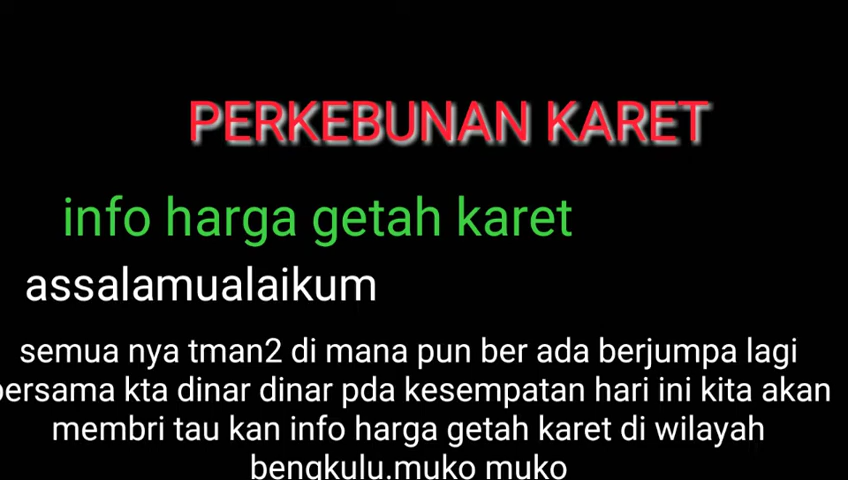 PERKEBUNAN KARET
info harga getah karet
assalamualaikum
semua nya tman2 di mana pun ber ada berjumpa lagi
bersama kta dinar dinar pda kesempatan hari ini kita akan
membri tau kan info harga getah karet di wilayah
bengkulu.muko muko